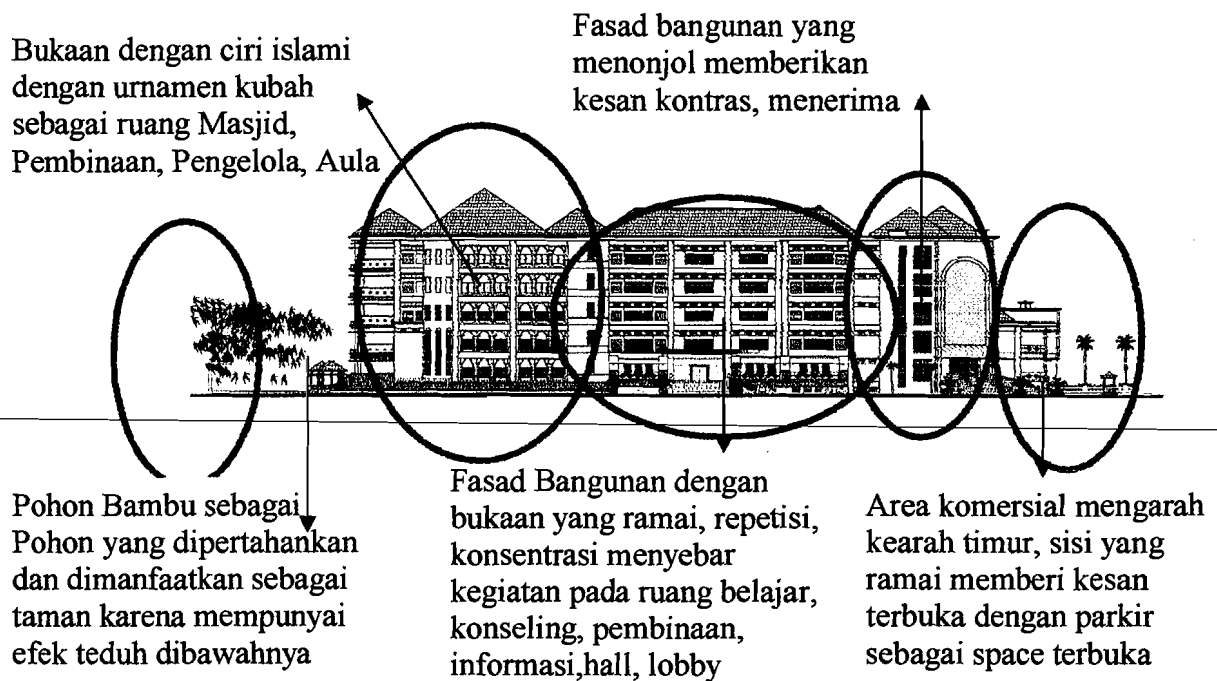 Bukaan dengan ciri islami
dengan urnamen kubah
sebagai ruang Masjid,
Pembinaan, Pengelola, Aula
Fasad bangunan yang
menonjol memberikan
kesan kontras, menerima
Pohon Bambu sebagai
Pohon yang dipertahankan
dan dimanfaatkan sebagai
taman karena mempunyai
efek teduh dibawahnya
Fasad Bangunan dengan
bukaan yang ramai, repetisi,
konsentrasi menyebar
kegiatan pada ruang belajar,
konseling, pembinaan,
informasi,hall, lobby
Area komersial mengarah
kearah timur, sisi yang
ramai memberi kesan
terbuka dengan parkir
sebagai space terbuka